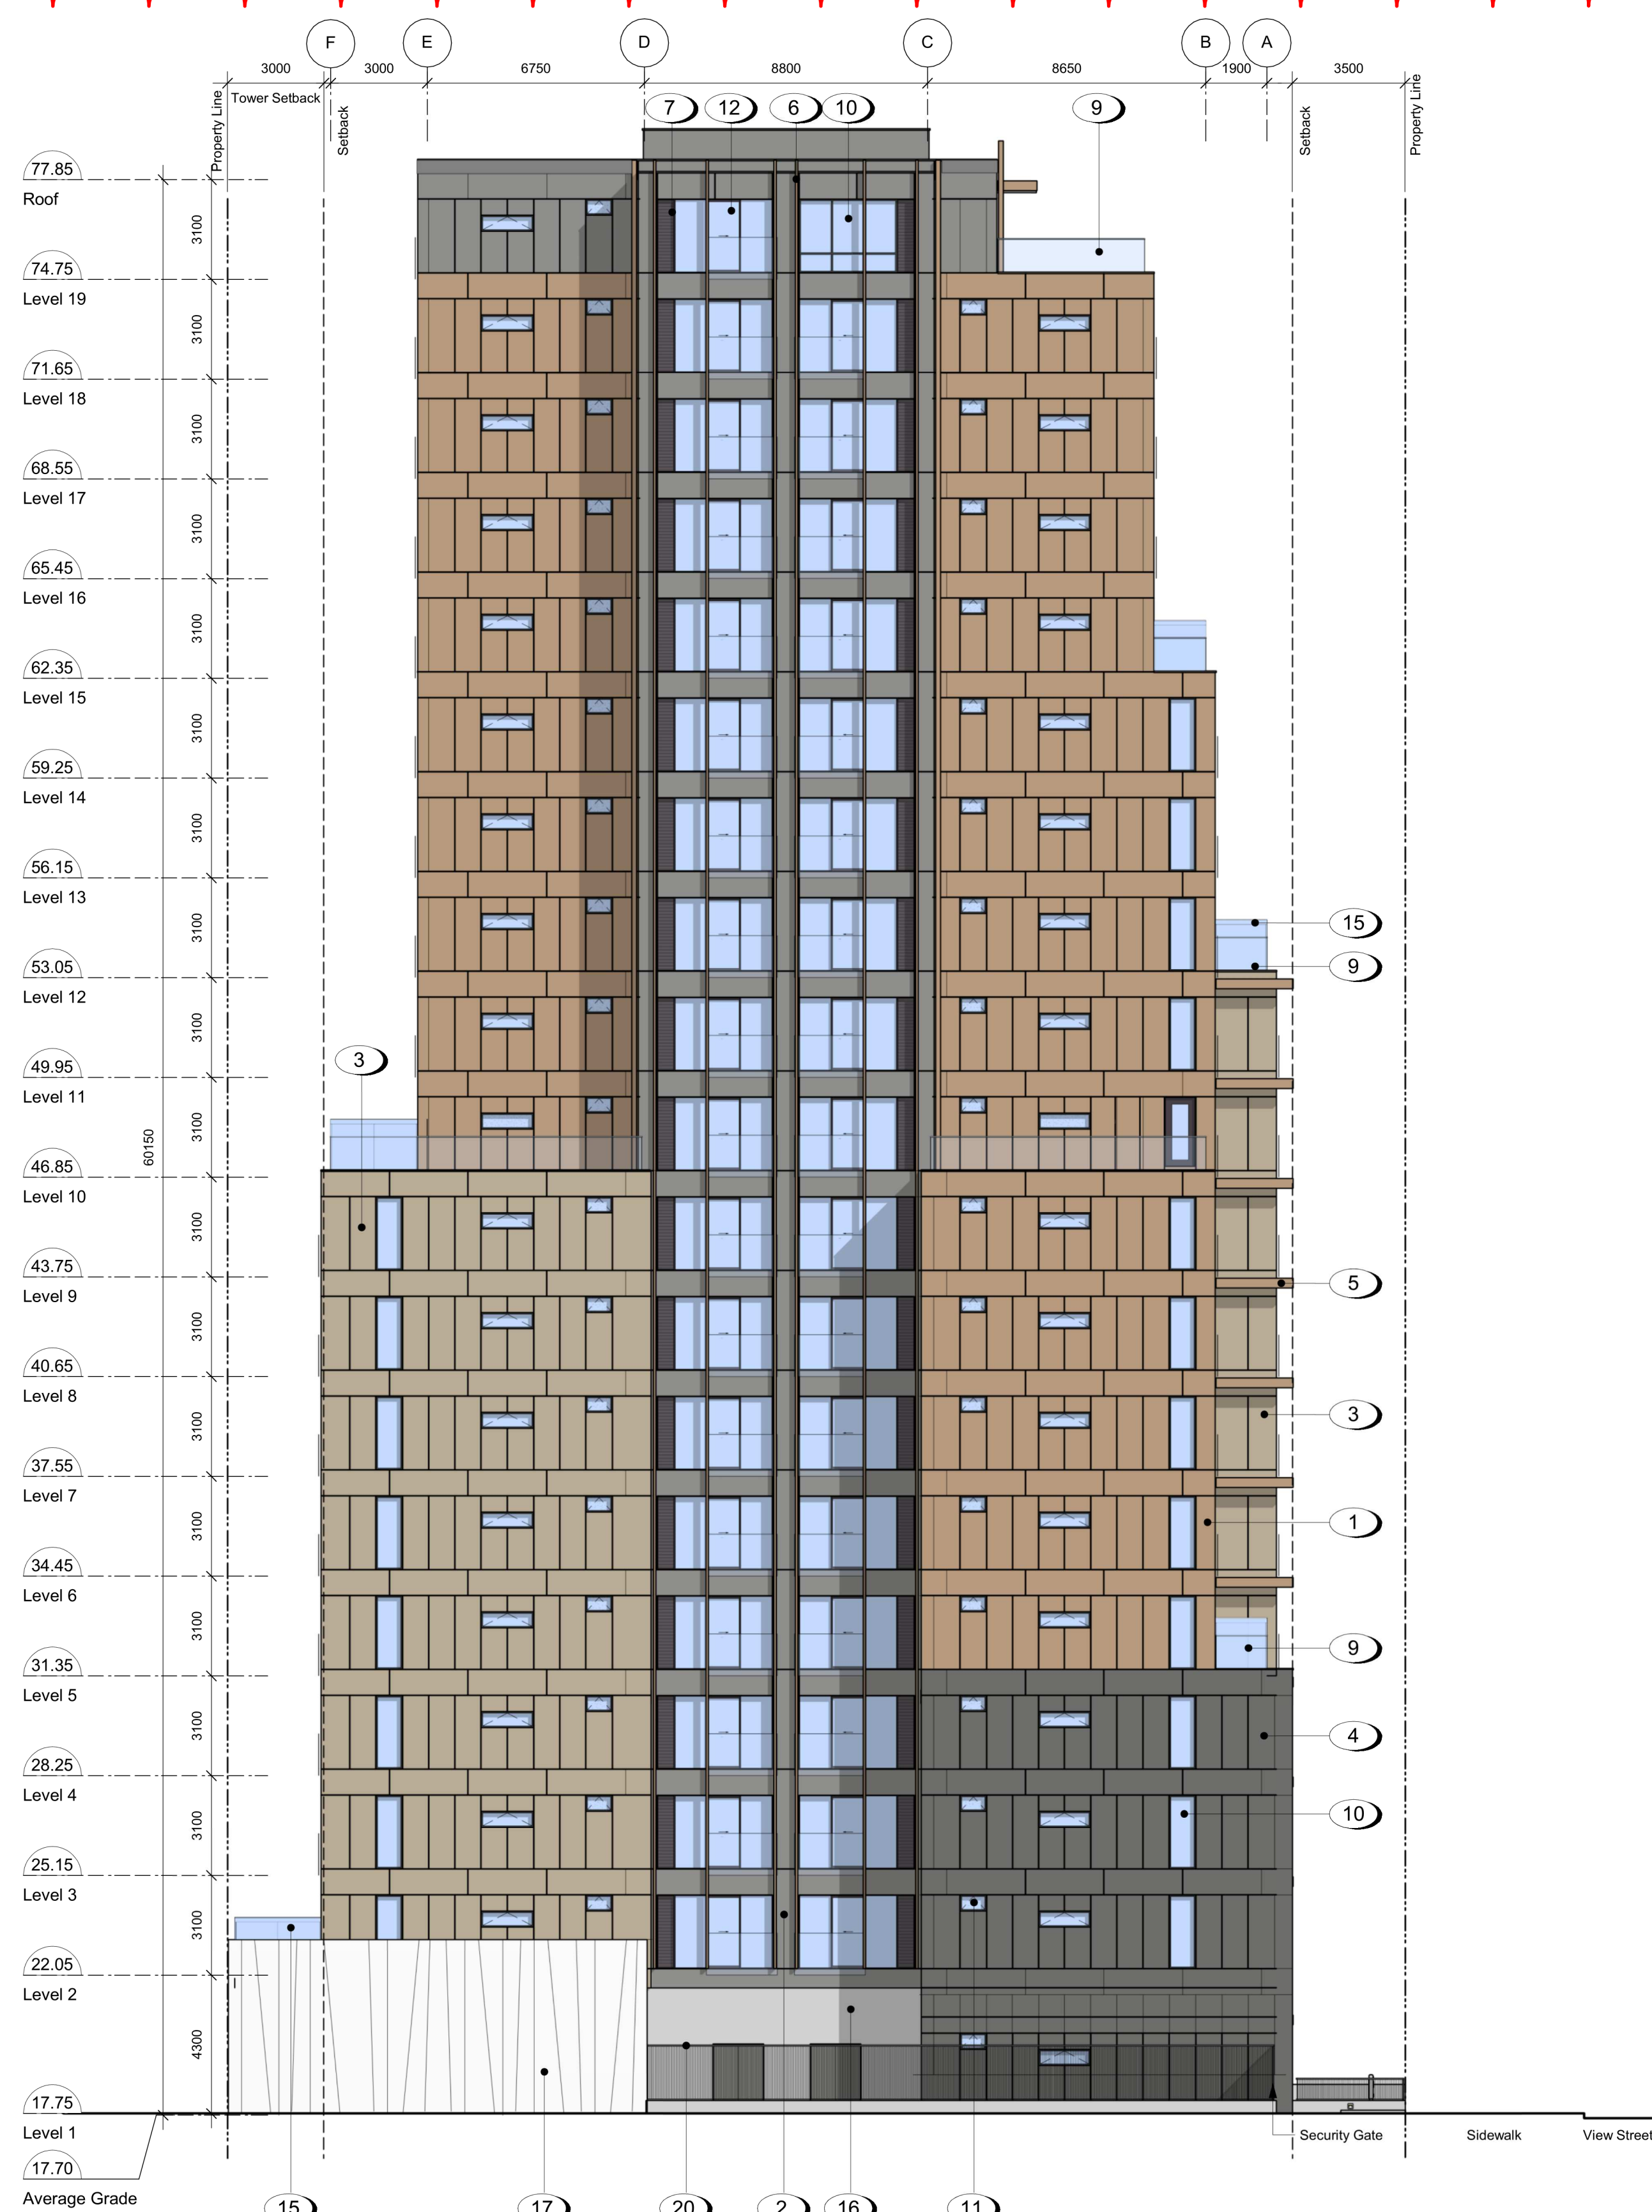 F E D C B A
3000 3000 6750 8800 8650 1900 3500
Property Line
Tower Setback
Setback
Setback
Property Line
7 12 6 10 9
77.85
Roof
3100
74.75
Level 19
3100
71.65
Level 18
3100
68.55
Level 17
3100
65.45
Level 16
3100
62.35
Level 15
3100
59.25
Level 14
3100
56.15
Level 13
3100
15
53.05
9
Level 12
3100
3
49.95
Level 11
3100
60150
46.85
Level 10
3100
43.75
5
Level 9
3100
40.65
Level 8
3
3100
37.55
Level 7
3100
1
34.45
Level 6
3100
9
31.35
Level 5
3100
4
28.25
Level 4
3100
10
25.15
Level 3
3100
22.05
Level 2
4300
17.75
Level 1
Security Gate Sidewalk View Street
17.70
Average Grade
15 17 20 2 16 11